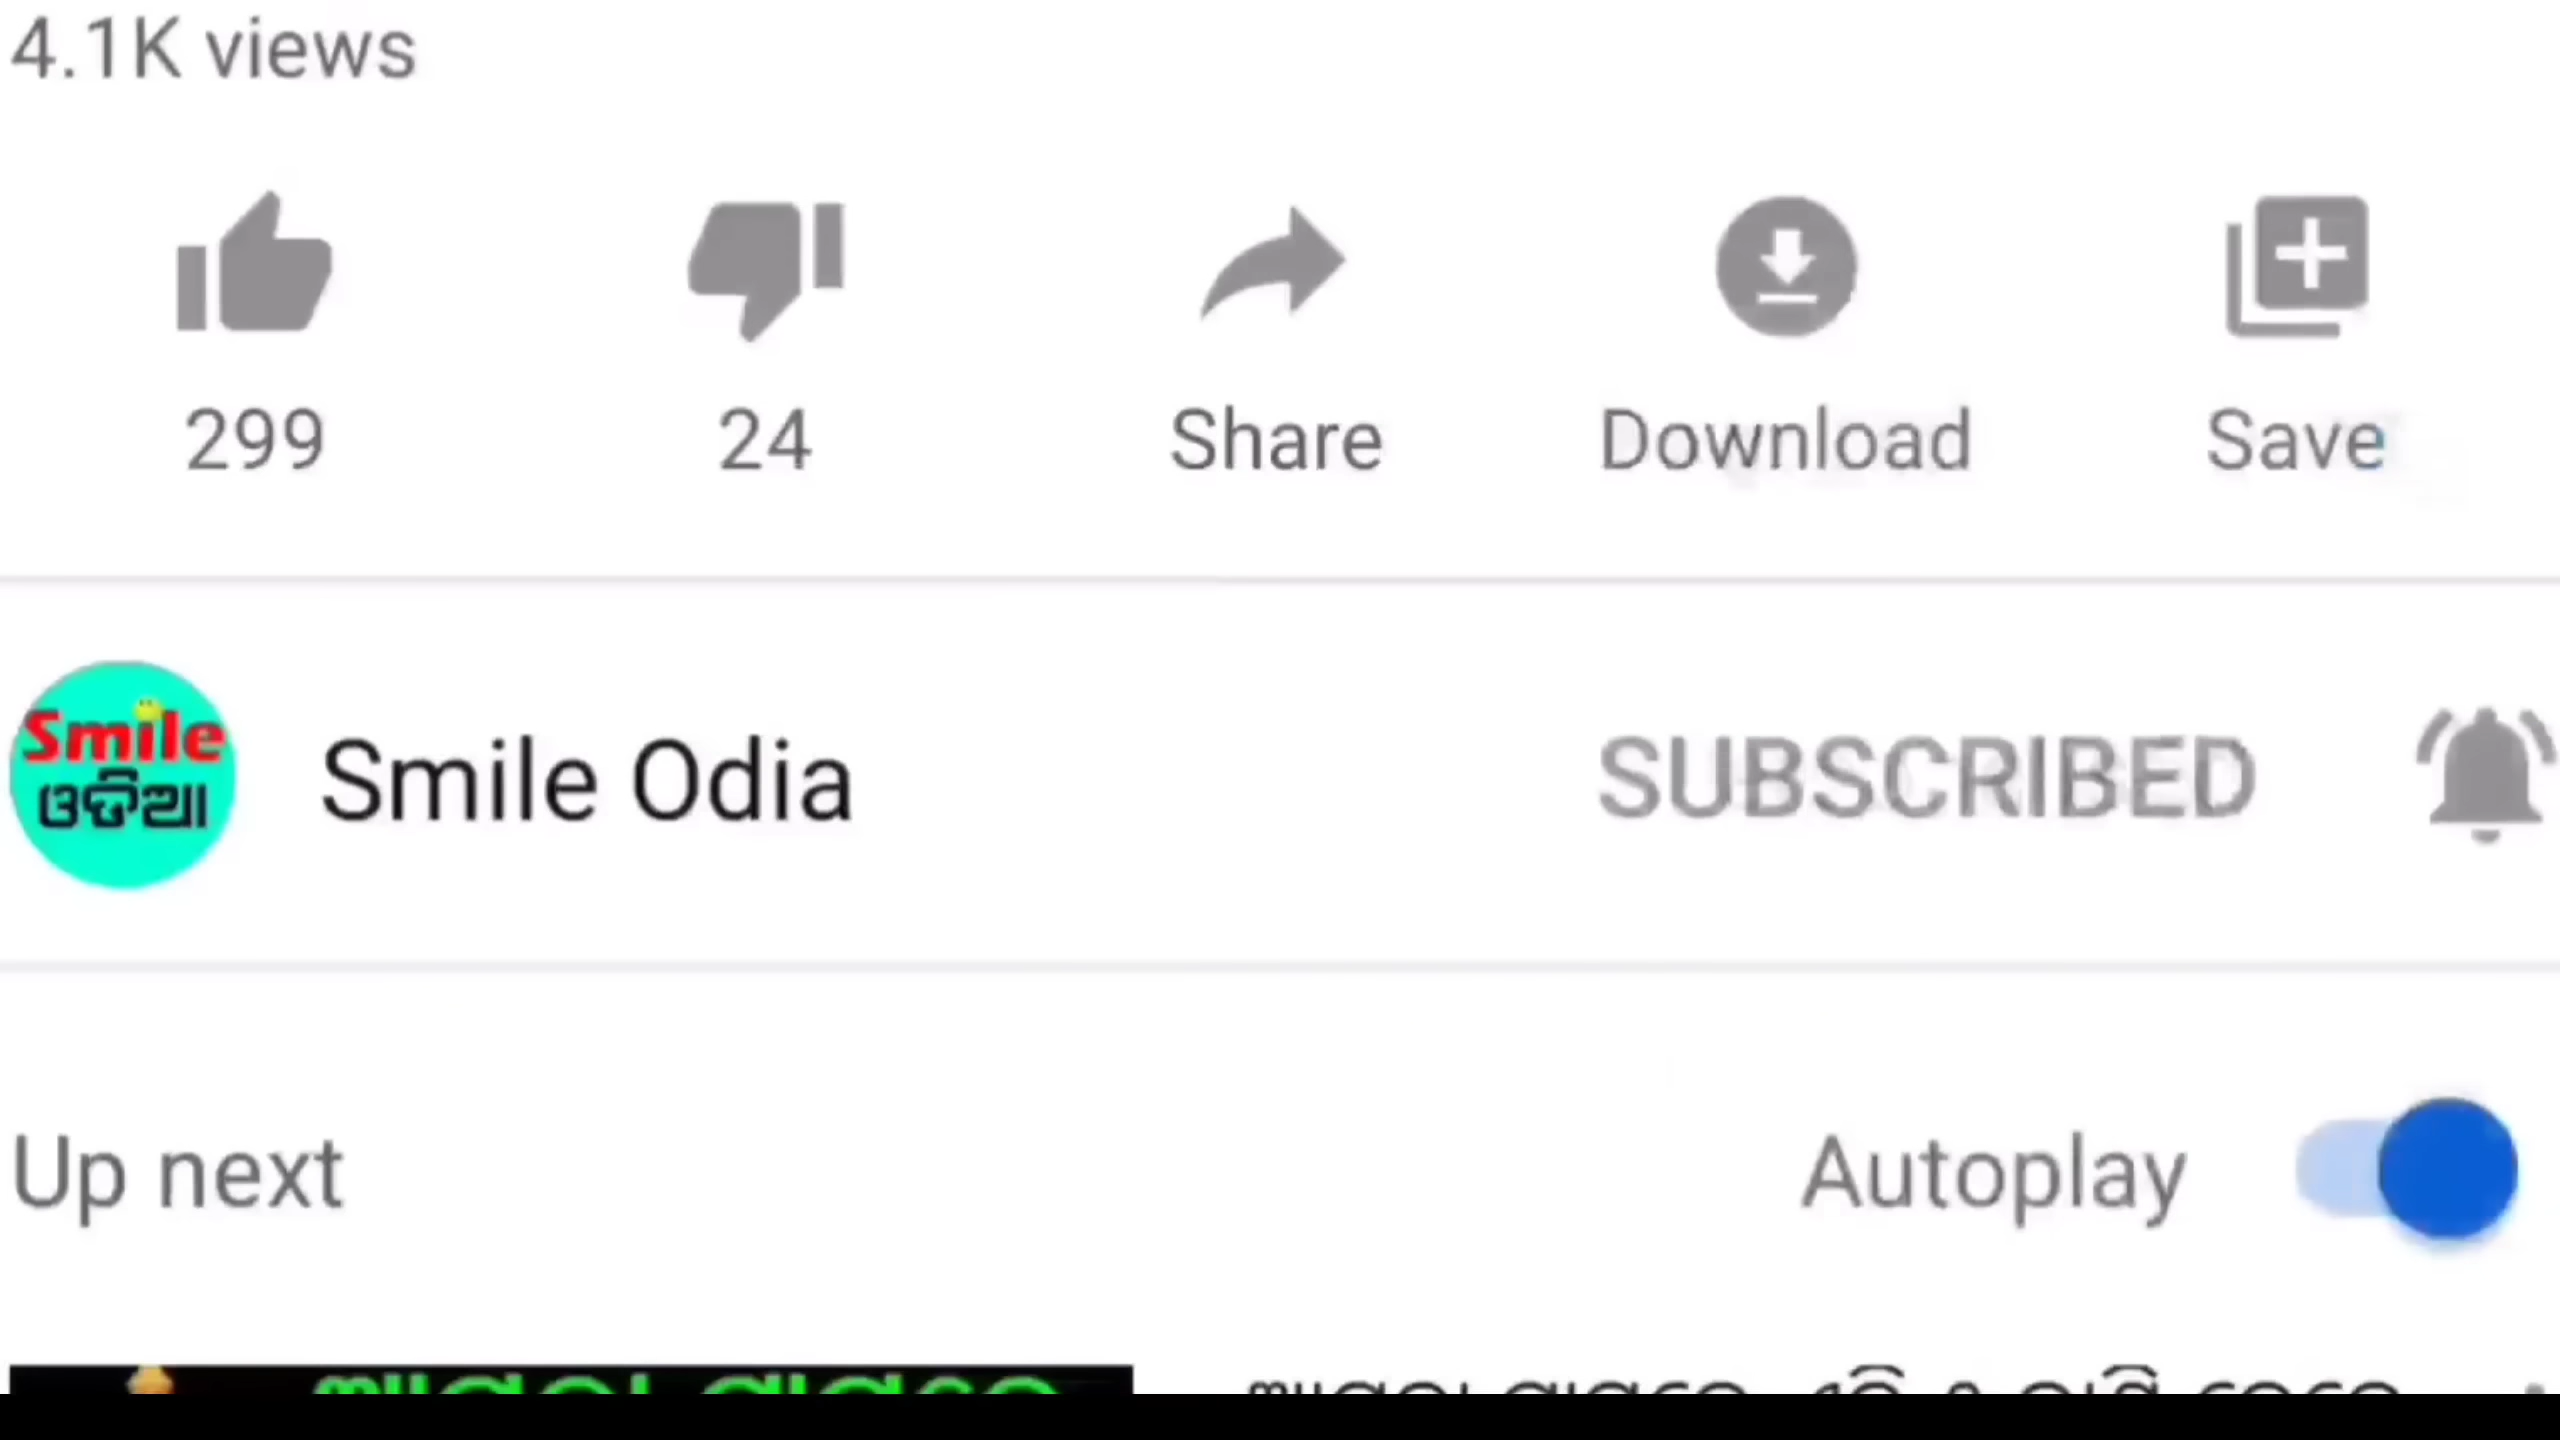 4.1K views
299 24 Share Download Save
Smile
ଓଡିଆ
Smile Odia SUBSCRIBED
Up next Autoplay